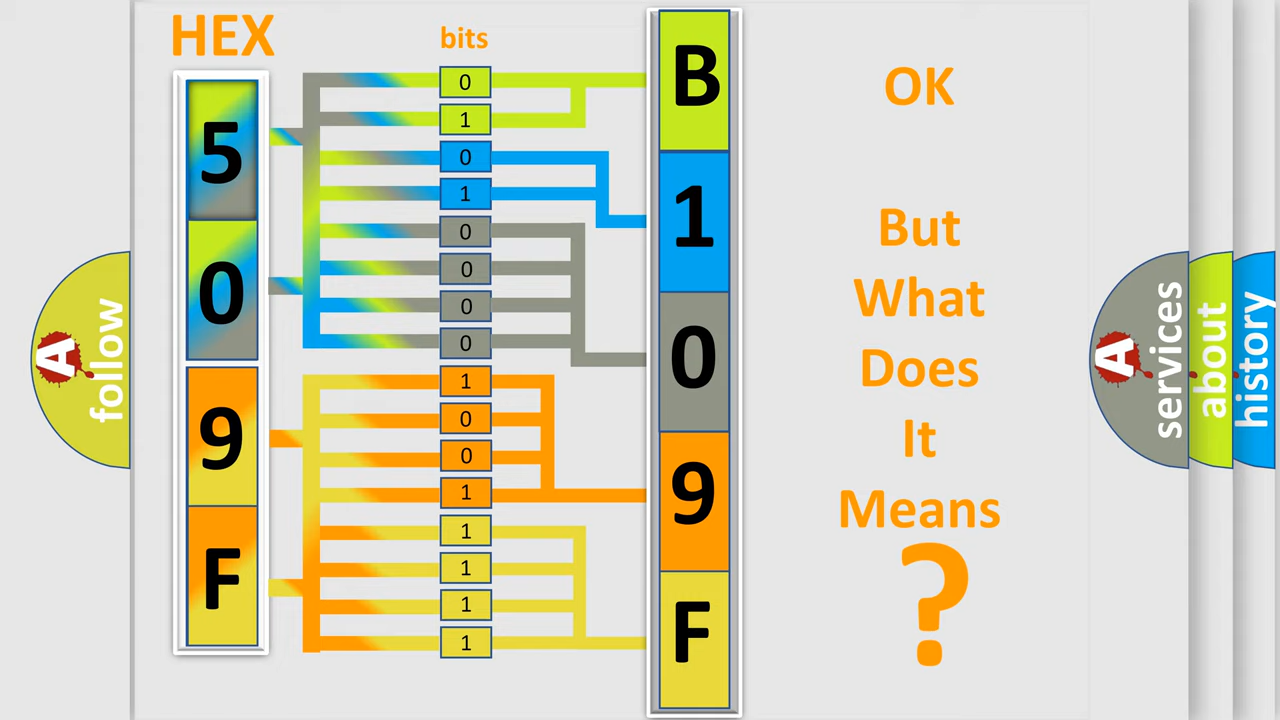 HEX
bits
5
0
9
F
0
1
0
1
0
0
0
0
1
0
0
1
1
1
1
1
B
1
0
9
F
OK
But
What
Does
It
Means
?
A
follow
A
services
about
history